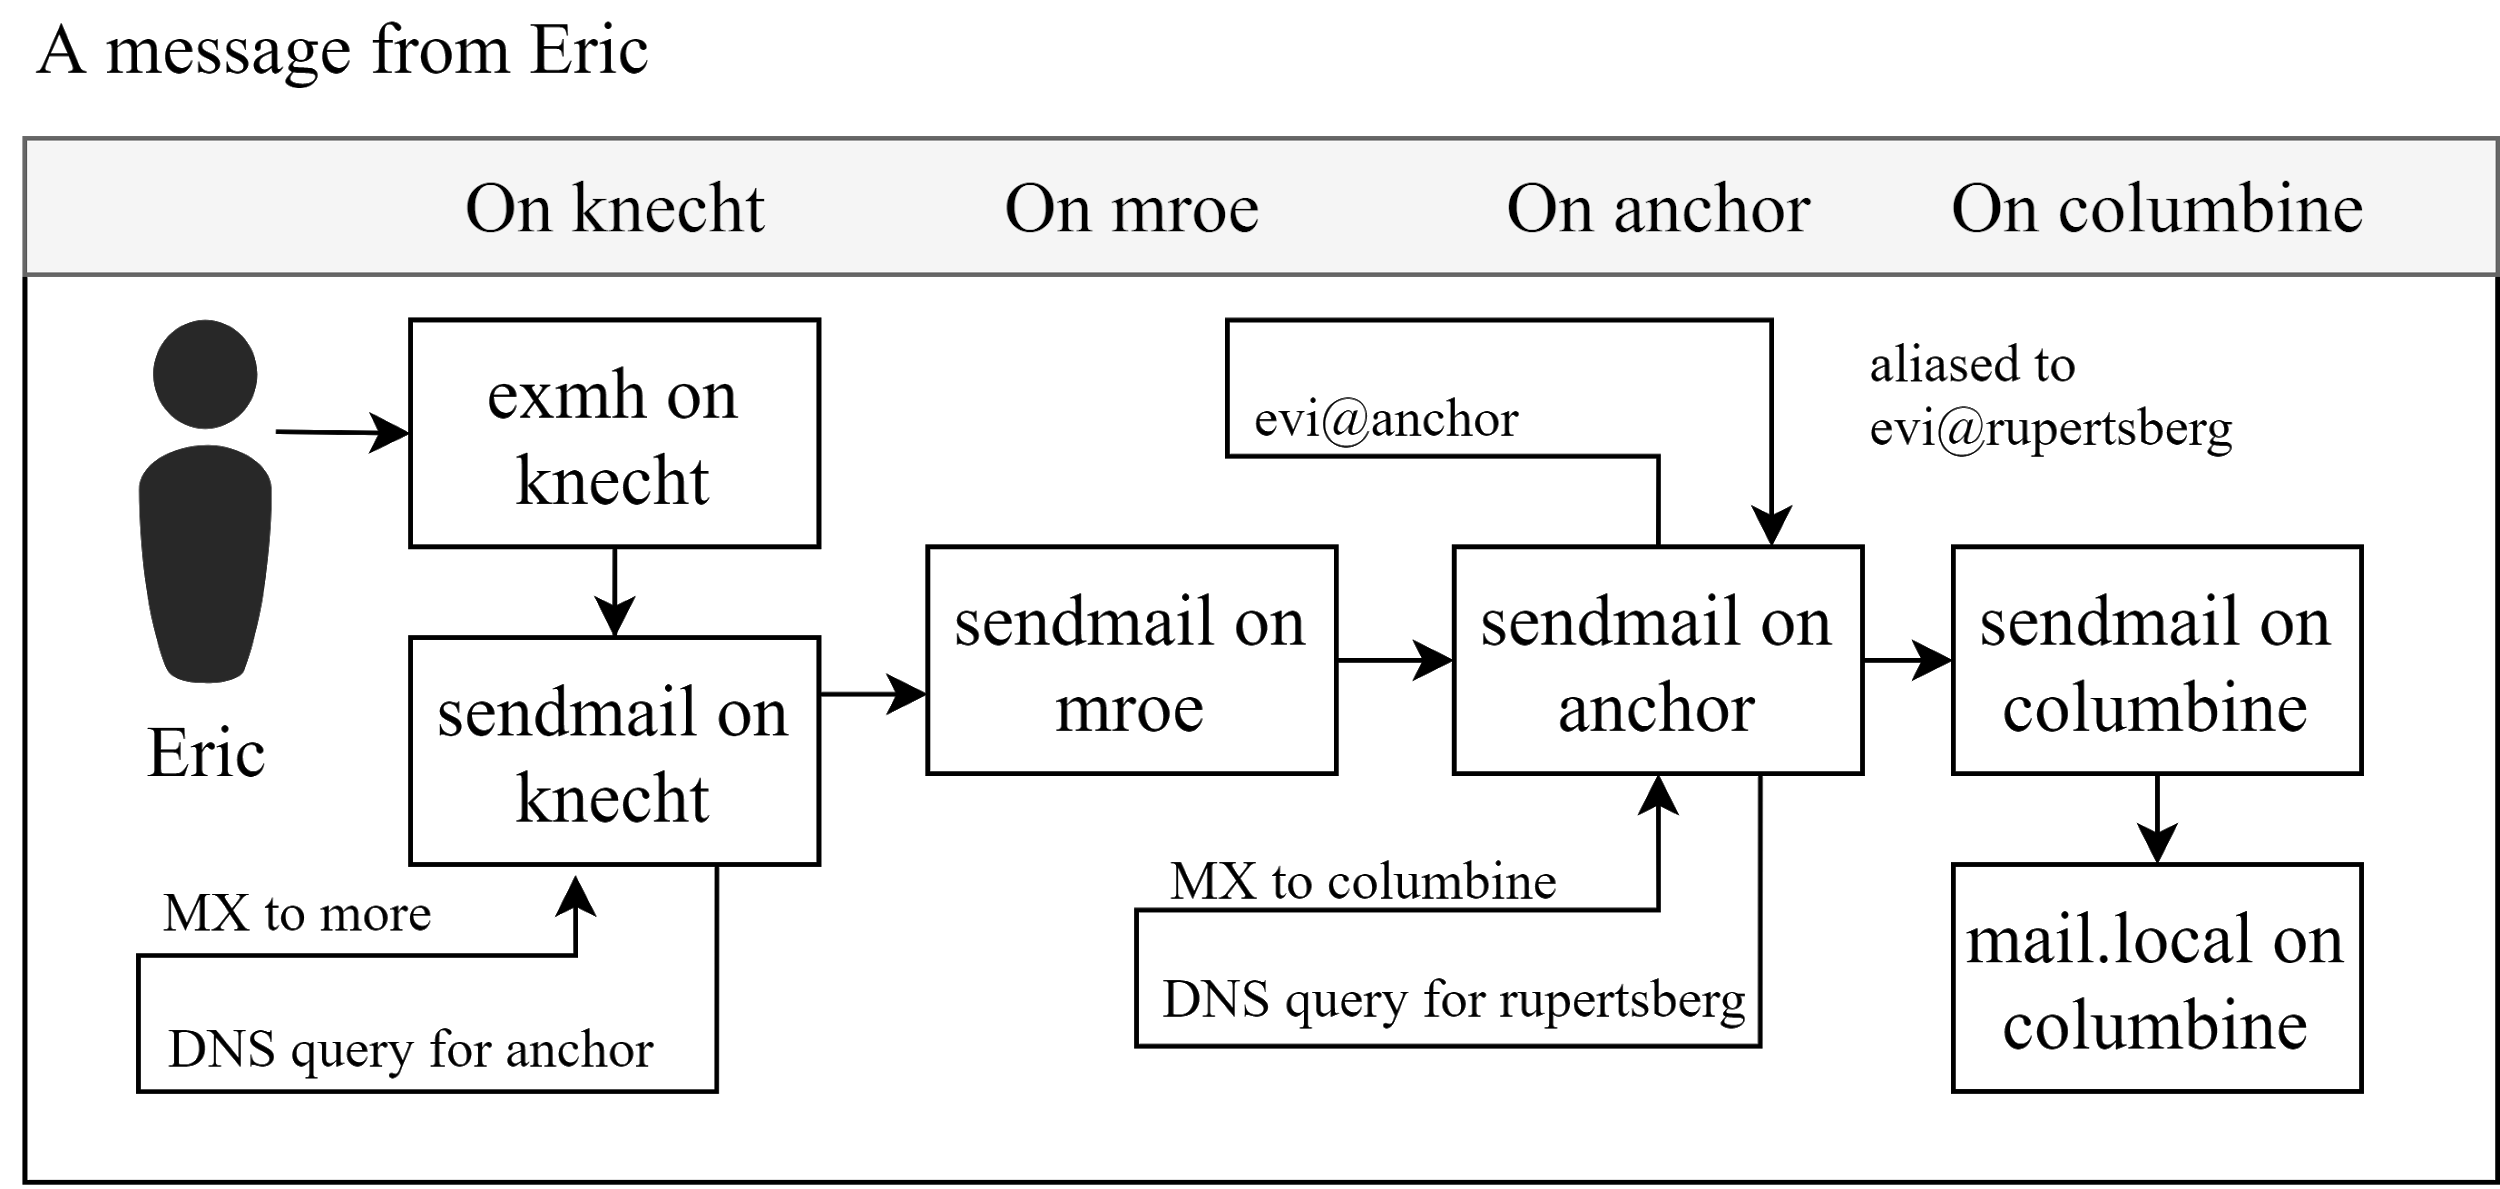 A message from Eric
On knecht
On mroe
On anchor
On columbine
exmh on
knecht
evi@anchor
aliased to
evi@rupertsberg
Eric
sendmail on
knecht
sendmail on
mroe
sendmail on
anchor
sendmail on
columbine
MX to more
DNS query for anchor
MX to columbine
DNS query for rupertsberg
mail.local on
columbine